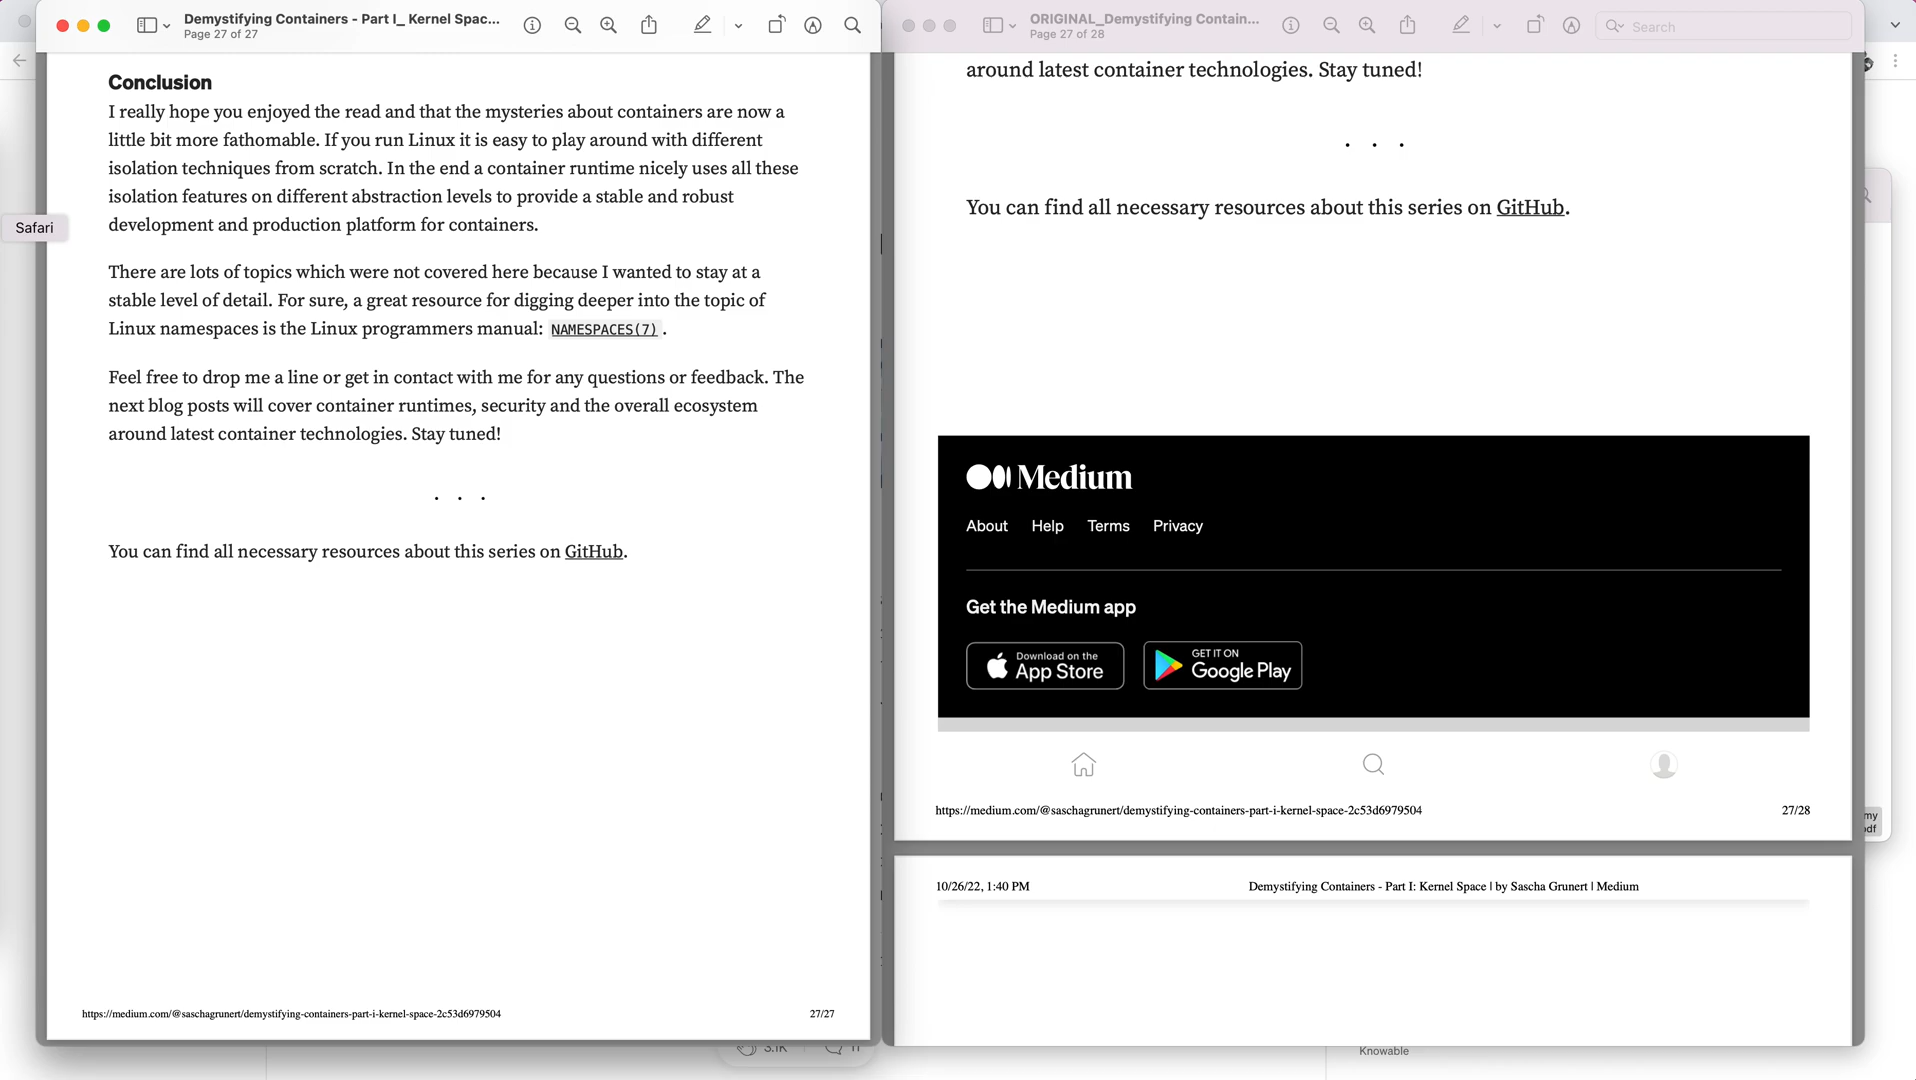 Demystifying Containers - Part I_ Kernel Spac...
Page 27 of 27
Conclusion
I really hope you enjoyed the read and that the mysteries about containers are now a
little bit more fathomable. If you run Linux it is easy to play around with different
isolation techniques from scratch. In the end a container runtime nicely uses all these
isolation features on different abstraction levels to provide a stable and robust
development and production platform for containers.
Safari
There are lots of topics which were not covered here because I wanted to stay at a
stable level of detail. For sure, a great resource for digging deeper into the topic of
Linux namespaces is the Linux programmers manual: NAMESPACES(7) .
Feel free to drop me a line or get in contact with me for any questions or feedback. The
next blog posts will cover container runtimes, security and the overall ecosystem
around latest container technologies. Stay tuned!
. . .
You can find all necessary resources about this series on GitHub.
https://medium.com/@saschagrunert/demystifying-containers-part-i-kernel-space-2c53d6979504
27/27
ORIGINAL_Demystifying Contain...
Page 27 of 28
Search
around latest container technologies. Stay tuned!
. . .
You can find all necessary resources about this series on GitHub.
Medium
About Help Terms Privacy
Get the Medium app
Download on the
App Store
GET IT ON
Google Play
https://medium.com/@saschagrunert/demystifying-containers-part-i-kernel-space-2c53d6979504
27/28
10/26/22, 1:40 PM
Demystifying Containers - Part I: Kernel Space | by Sascha Grunert | Medium
my
3.1K 11
Knowable